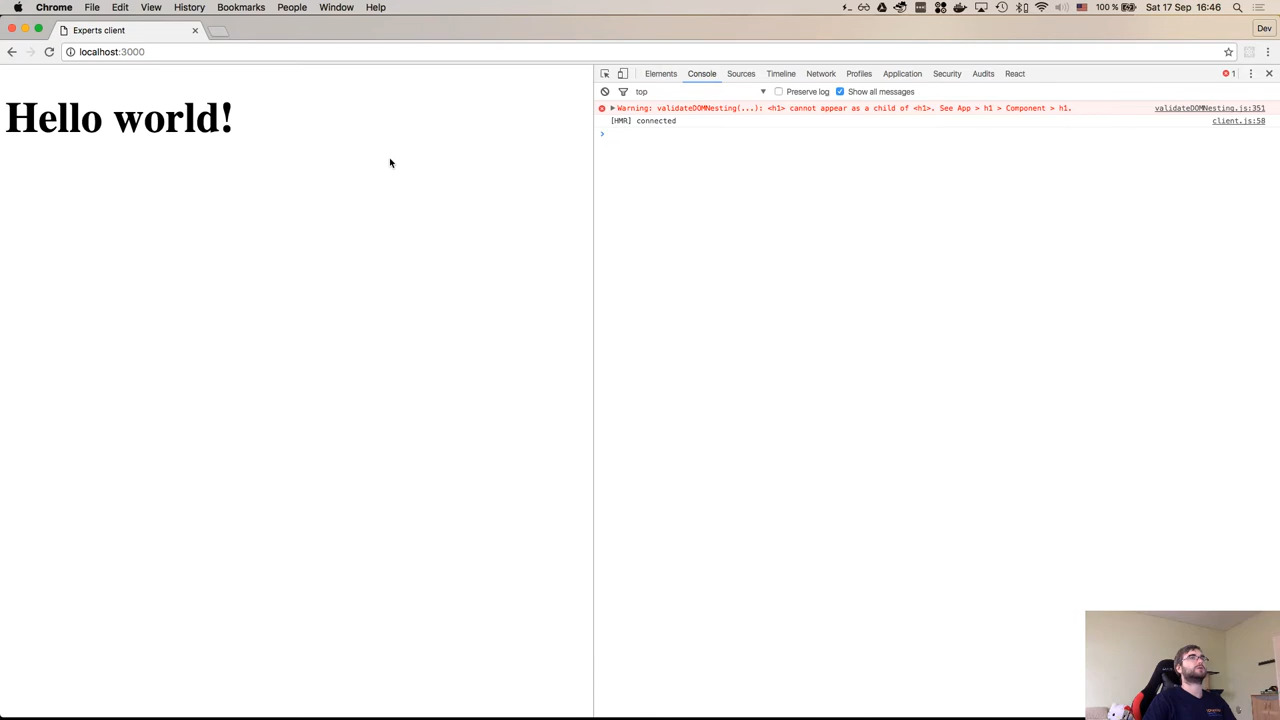 Chrome File Edit View History Bookmarks People Window Help 100 % Sat 17 Sep 16:46
Experts client Dev
localhost:3000
Elements Console Sources Timeline Network Profiles Application Security Audits React 1
top Preserve log Show all messages
Warning: validateDOMNesting(...): <h1> cannot appear as a child of <h1>. See App > h1 > Component > h1. validateDOMNesting.js:351
[HMR] connected client.js:58
Hello world!